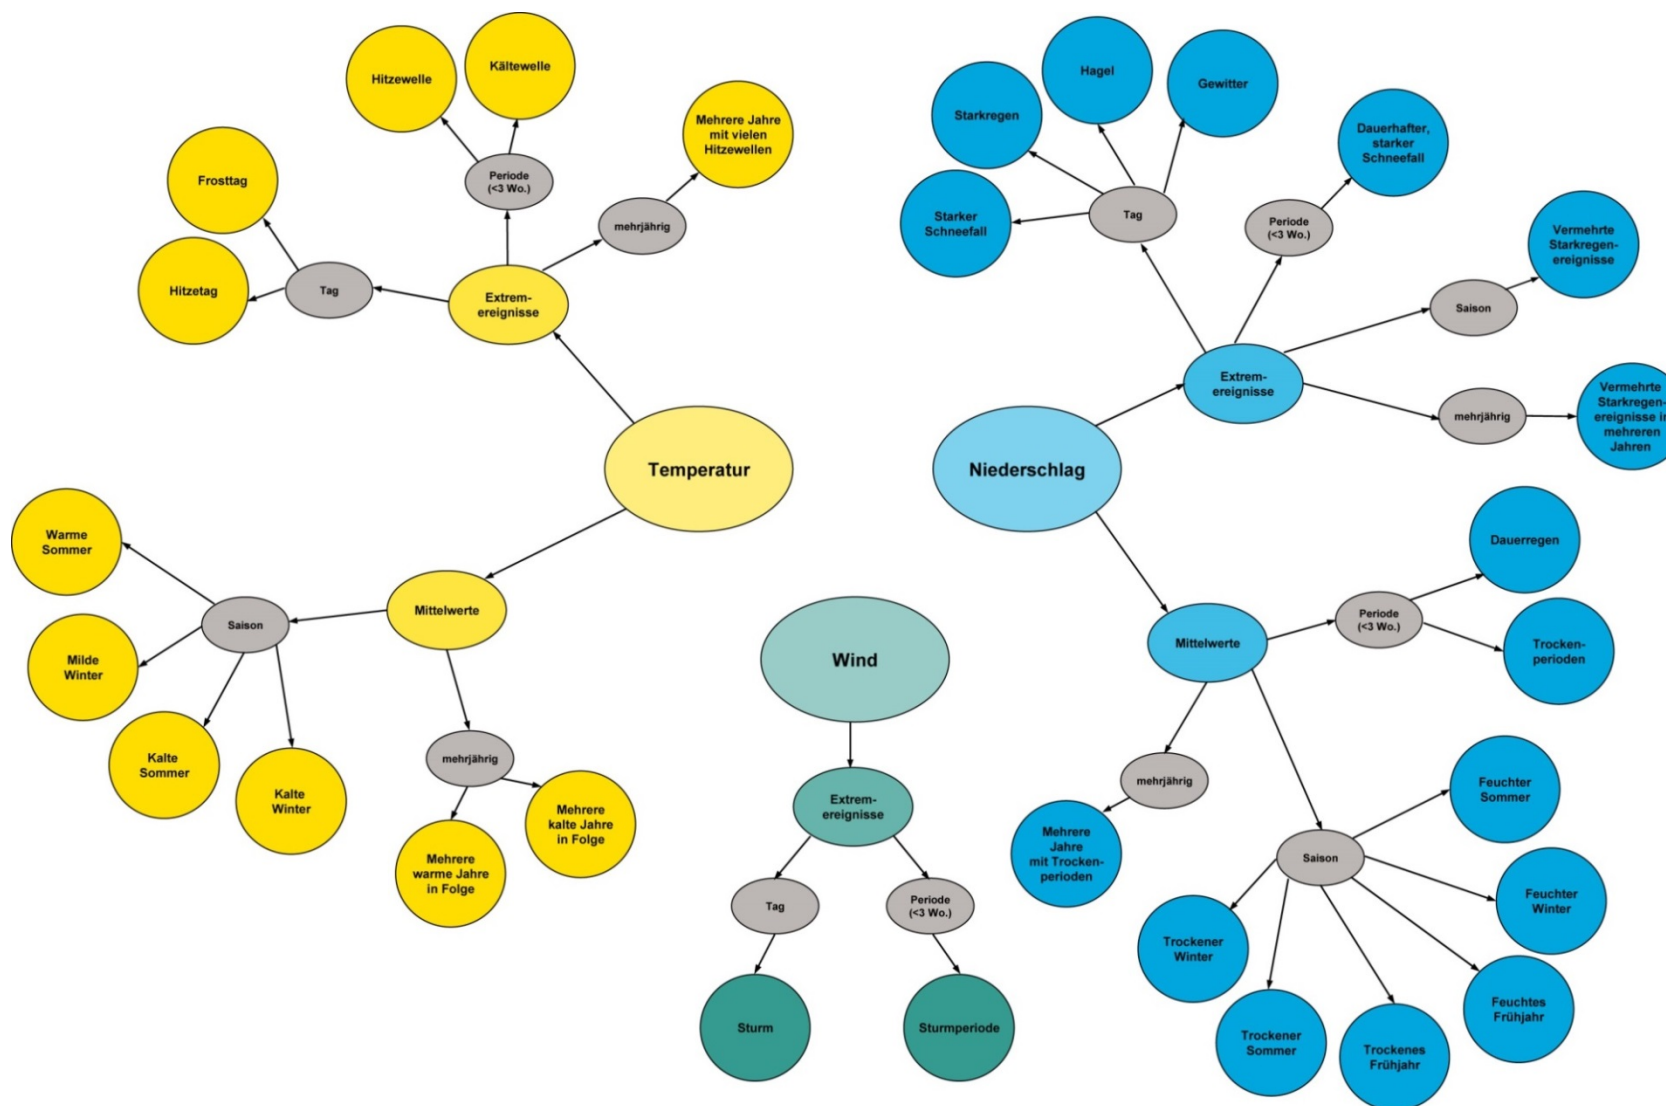 Hitzewelle
Kältewelle
Mehrere Jahre
mit vielen
Hitzewellen
Frosttag
Periode
(<3 Wo.)
mehrjährig
Hitzetag
Tag
Extrem-
ereignisse
Temperatur
Warme
Sommer
Mittelwerte
Saison
Milde
Winter
Kalte
Sommer
Kalte
Winter
mehrjährig
Mehrere
kalte Jahre
in Folge
Mehrere
warme Jahre
in Folge
Wind
Extrem-
ereignisse
Tag
Periode
(<3 Wo.)
Sturm
Sturmperiode
Hagel
Gewitter
Starkregen
Dauerhafter,
starker
Schneefall
Starker
Schneefall
Tag
Periode
(<3 Wo.)
Vermehrte
Starkregen-
ereignisse
Saison
Extrem-
ereignisse
mehrjährig
Vermehrte
Starkregen-
ereignisse in
mehreren
Jahren
Niederschlag
Dauerregen
Periode
(<3 Wo.)
Mittelwerte
Trocken-
perioden
mehrjährig
Mehrere
Jahre
mit Trocken-
perioden
Saison
Feuchter
Sommer
Feuchter
Winter
Feuchtes
Frühjahr
Trockenes
Frühjahr
Trockener
Sommer
Trockener
Winter